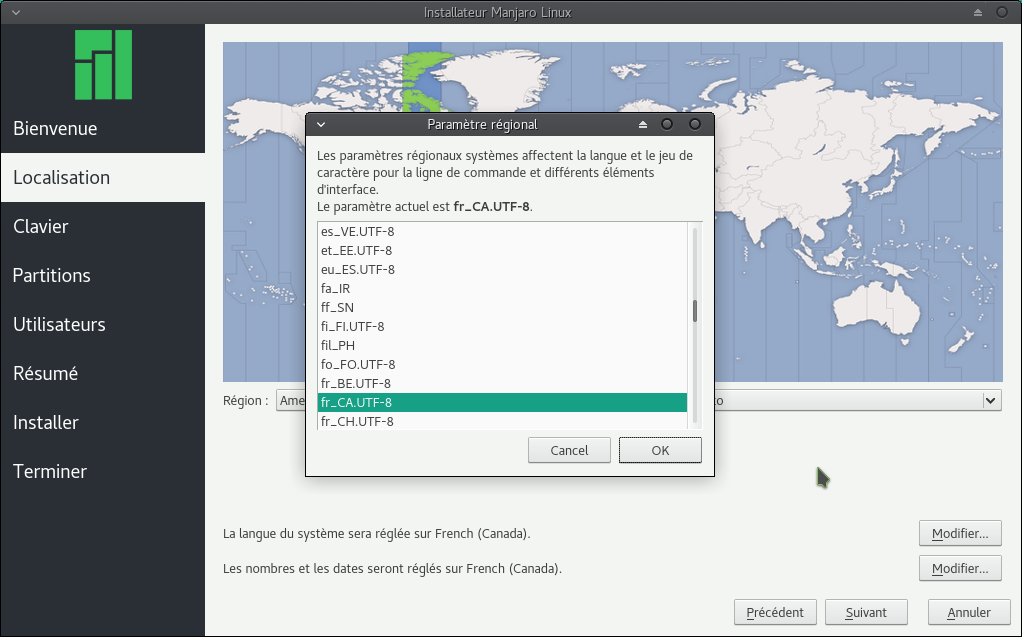 Installateur Manjaro Linux
Bienvenue
Localisation
Clavier
Partitions
Utilisateurs
Résumé
Installer
Terminer
Paramètre régional
Les paramètres régionaux systèmes affectent la langue et le jeu de
caractère pour la ligne de commande et différents éléments
d'interface.
Le paramètre actuel est fr_CA.UTF-8.
es_VE.UTF-8
et_EE.UTF-8
eu_ES.UTF-8
fa_IR
ff_SN
fi_FI.UTF-8
fil_PH
fo_FO.UTF-8
fr_BE.UTF-8
fr_CA.UTF-8
fr_CH.UTF-8
Cancel
OK
Région :
La langue du système sera réglée sur French (Canada).
Modifier...
Les nombres et les dates seront réglés sur French (Canada).
Modifier...
Précédent
Suivant
Annuler